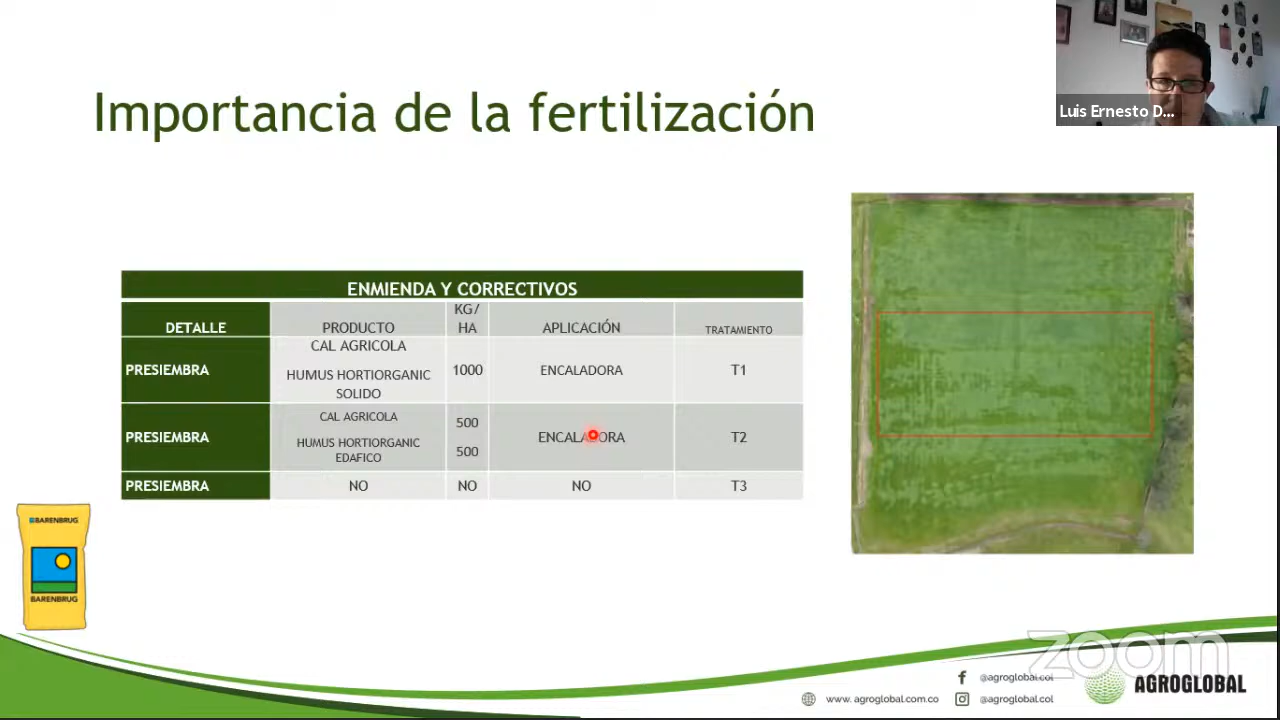 Importancia de la fertilización
Luis Ernesto D...
ENMIENDA Y CORRECTIVOS
DETALLE PRODUCTO KG/ HA APLICACIÓN TRATAMIENTO
PRESIEMBRA CAL AGRICOLA
HUMUS HORTIORGANIC SOLIDO 1000 ENCALADORA T1
PRESIEMBRA CAL AGRICOLA 500
HUMUS HORTIORGANIC EDAFICO 500 ENCALADORA T2
PRESIEMBRA NO NO NO T3
BARENBRUG
BARENBRUG
zoom
@agroglobal.col
www. agroglobal.com.co @agroglobal.col
AGROGLOBAL